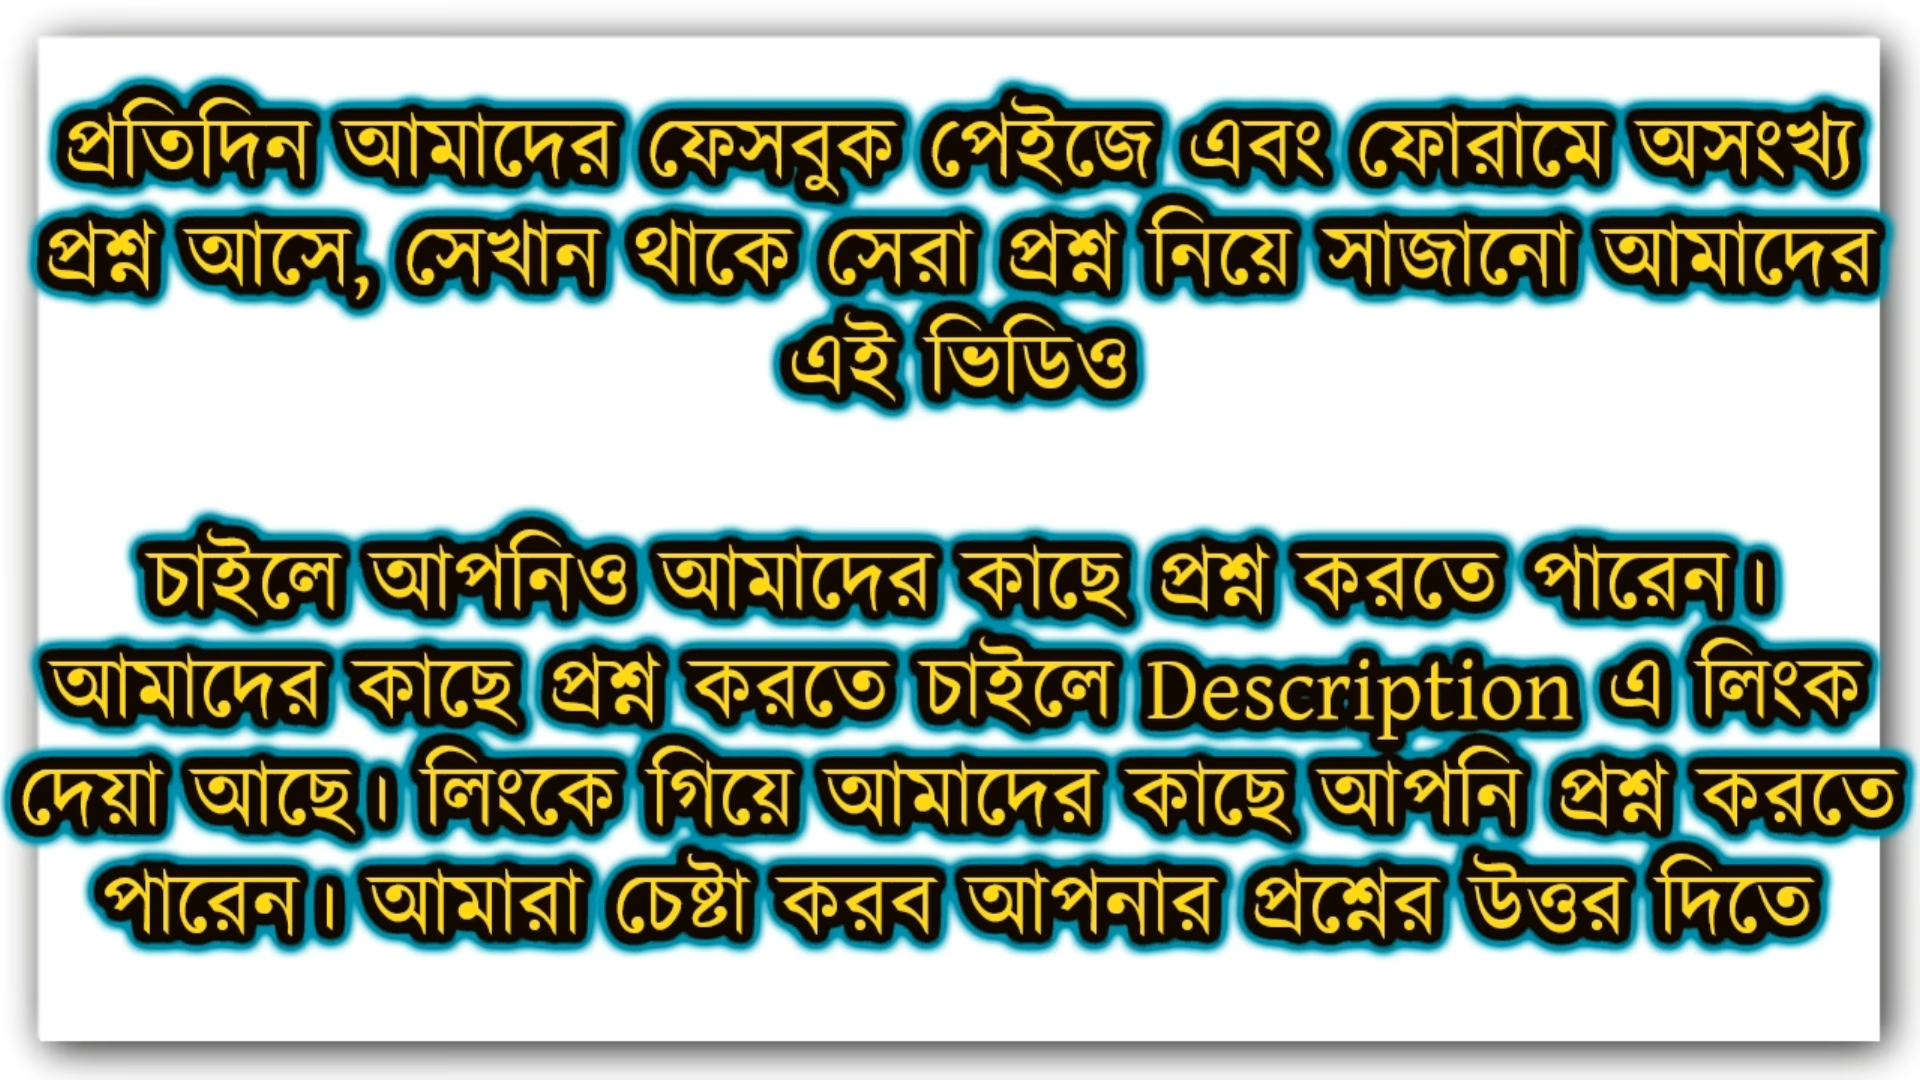 প্রতিদিন আমাদের ফেসবুক পেইজে এবং ফোরামে অসংখ্য
প্রশ্ন আসে, সেখান থাকে সেরা প্রশ্ন নিয়ে সাজানো আমাদের
এই ভিডিও
চাইলে আপনিও আমাদের কাছে প্রশ্ন করতে পারেন।
আমাদের কাছে প্রশ্ন করতে চাইলে Description এ লিংক
দেয়া আছে। লিংকে গিয়ে আমাদের কাছে আপনি প্রশ্ন করতে
পারেন। আমারা চেষ্টা করব আপনার প্রশ্নের উত্তর দিতে